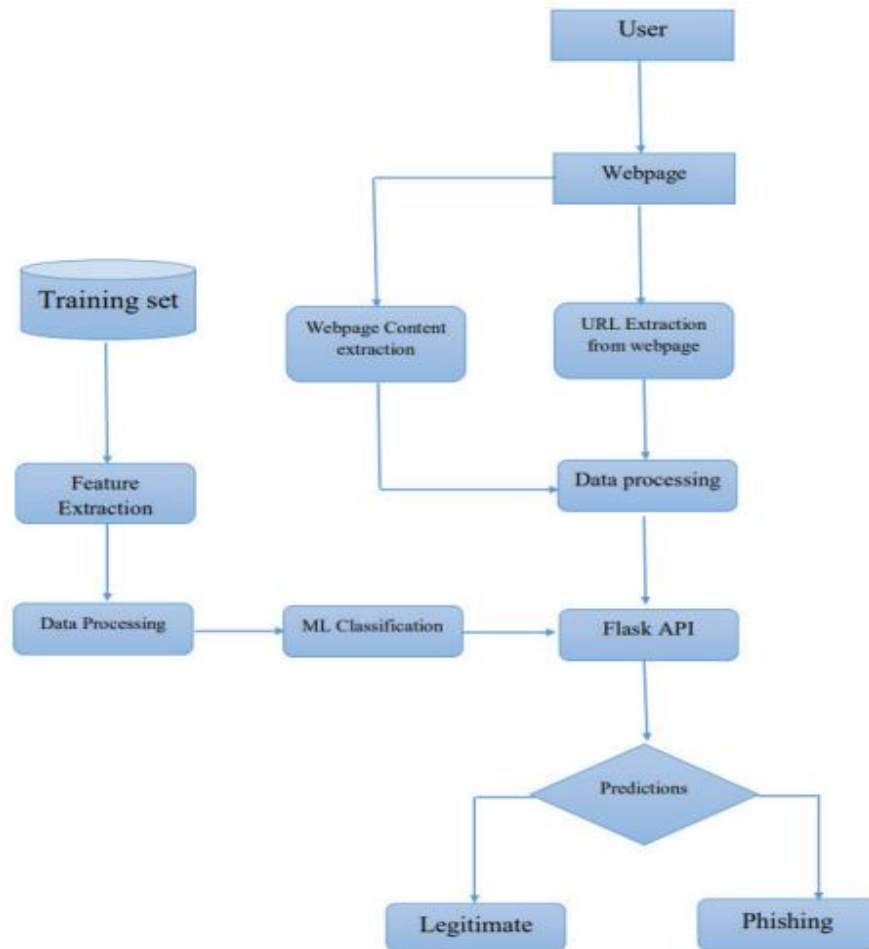 User
Webpage
Training set
Webpage Content
extraction
URL Extraction
from webpage
Feature
Extraction
Data processing
Data Processing
ML Classification
Flask API
Predictions
Legitimate
Phishing